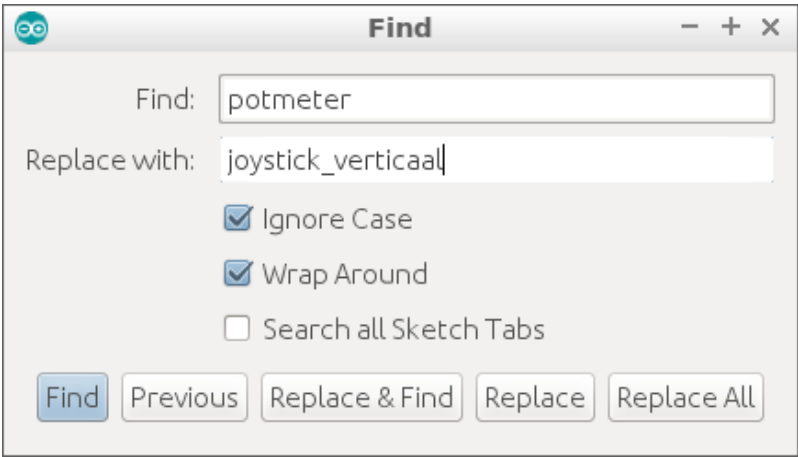 Find
Find: potmeter
Replace with: joystick_verticaal
Ignore Case
Wrap Around
Search all Sketch Tabs
Find Previous Replace & Find Replace Replace All